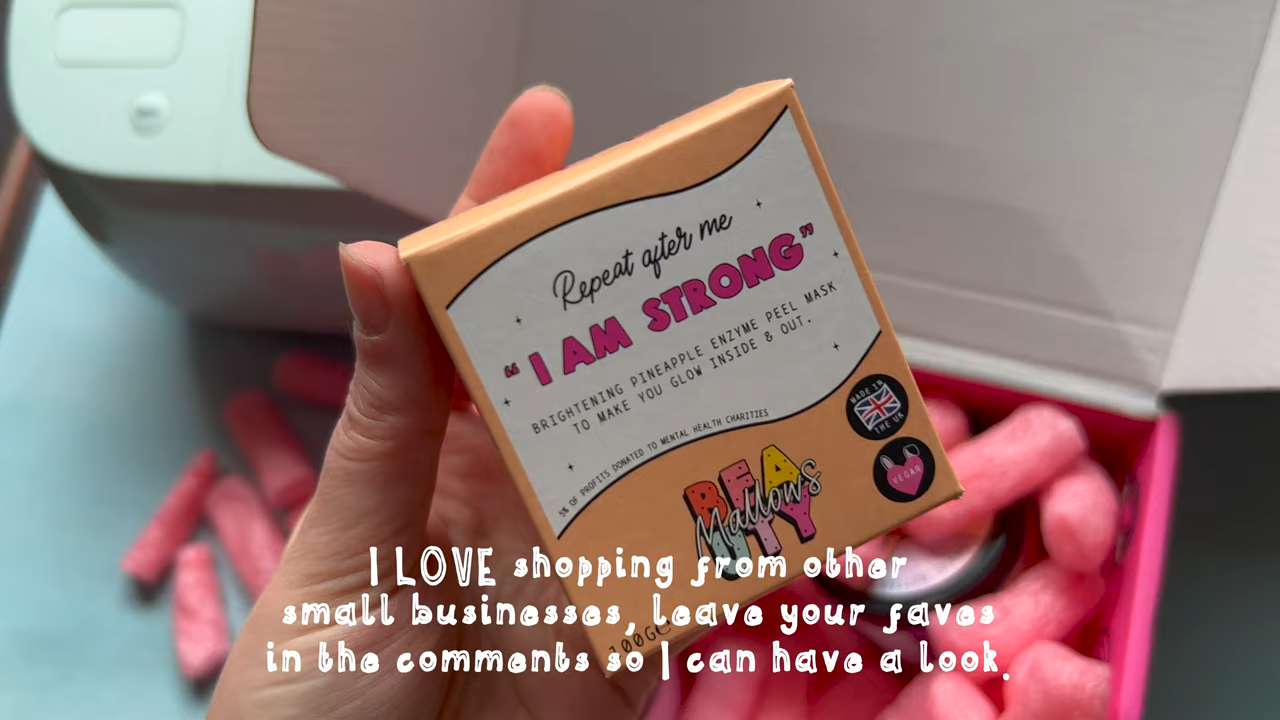 Repeat after me
"I AM STRONG"
BRIGHTENING PINEAPPLE ENZYME PEEL MASK
TO MAKE YOU GLOW INSIDE & OUT.
5% OF PROFITS DONATED TO MENTAL HEALTH CHARITIES
MADE IN
THE UK
VEGAN
BEAUTY
Mallows
100G℮
I LOVE shopping from other
small businesses, leave your faves
in the comments so I can have a look.